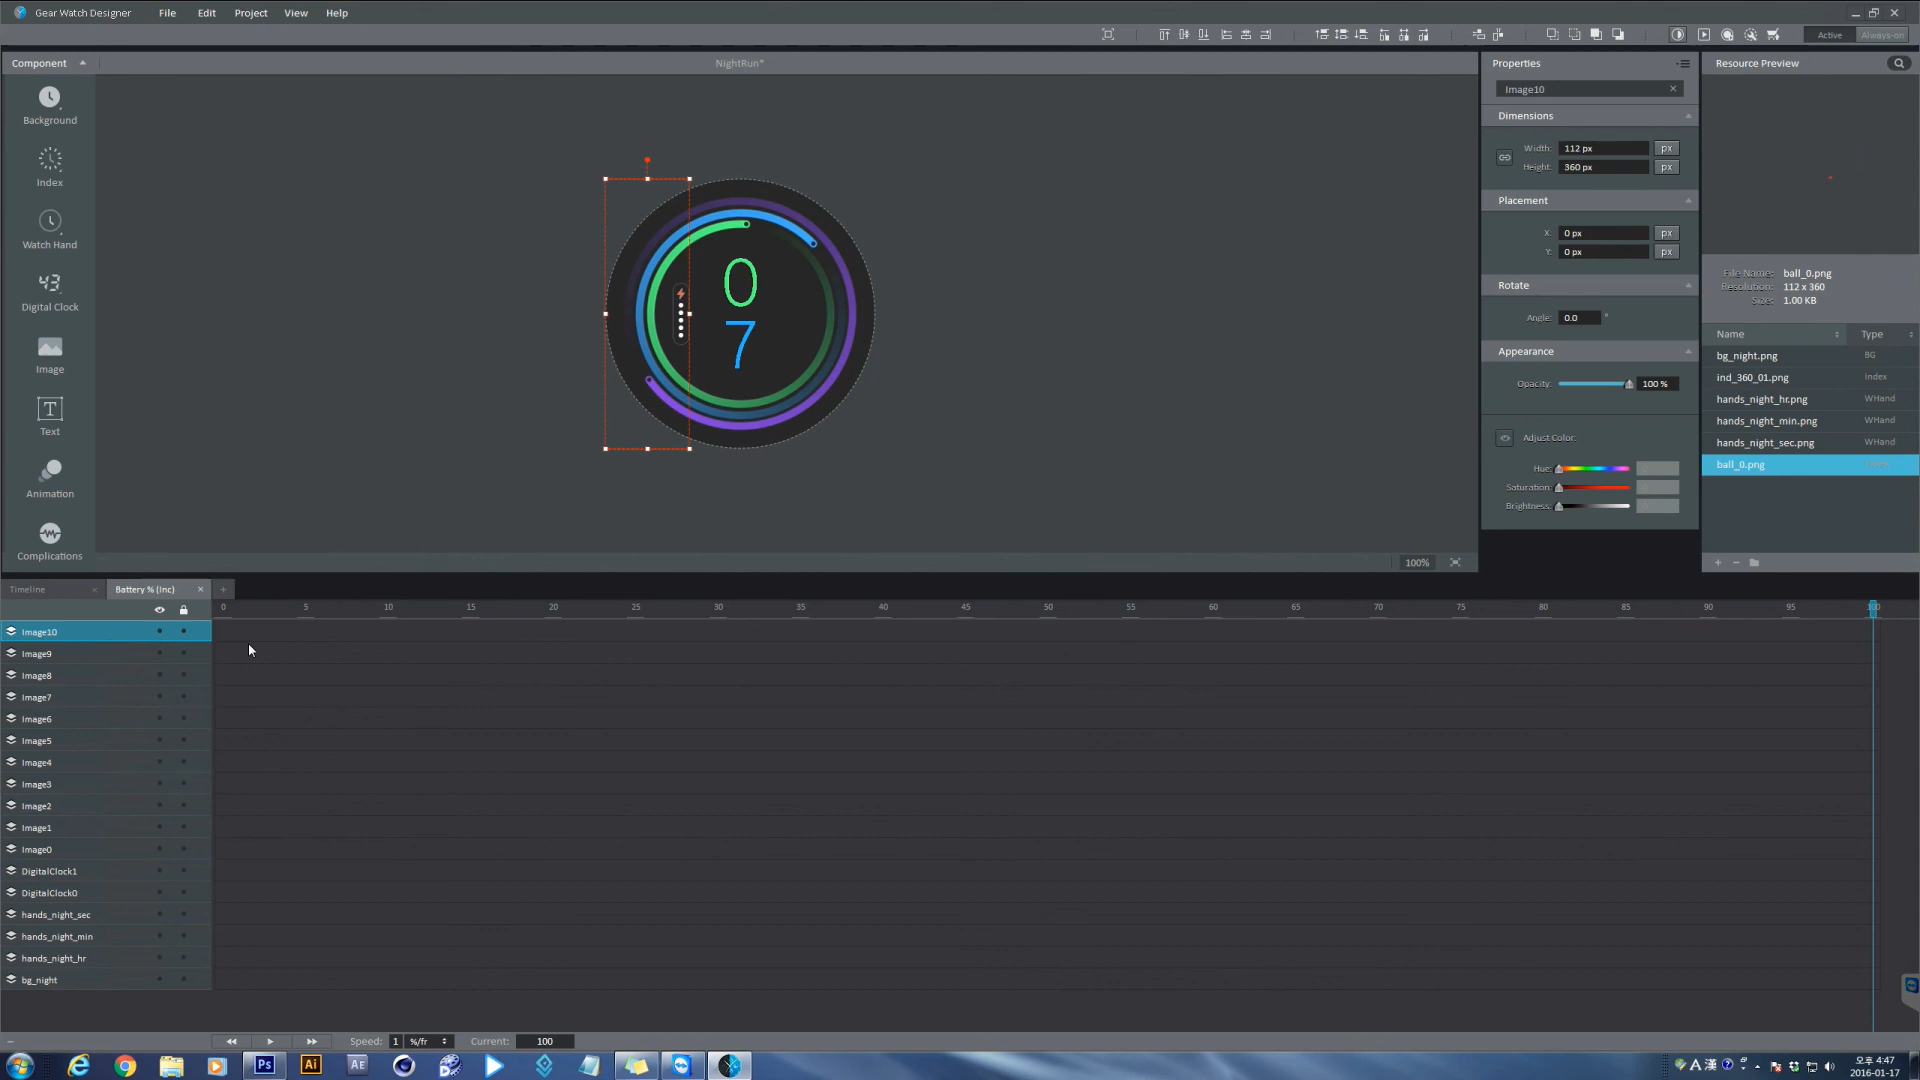 Gear Watch Designer File Edit Project View Help
Active Always-on
Component
NightRun*
Properties
Resource Preview
Background
Index
Watch Hand
43
Digital Clock
Image
T
Text
Animation
Complications
0
7
Image10
Dimensions
Width: 112 px px
Height: 360 px px
Placement
X: 0 px px
Y: 0 px px
Rotate
Angle: 0.0 °
Appearance
Opacity: 100 %
Adjust Color:
Hue:
Saturation:
Brightness:
File Name: ball_0.png
Resolution: 112 x 360
Size: 1.00 KB
Name Type
bg_night.png BG
ind_360_01.png Index
hands_night_hr.png WHand
hands_night_min.png WHand
hands_night_sec.png WHand
ball_0.png
100%
Timeline Battery % (Inc)
0 5 10 15 20 25 30 35 40 45 50 55 60 65 70 75 80 85 90 95 100
Image10
Image9
Image8
Image7
Image6
Image5
Image4
Image3
Image2
Image1
Image0
DigitalClock1
DigitalClock0
hands_night_sec
hands_night_min
hands_night_hr
bg_night
Speed: 1 %/fr Current: 100
Ps Ai AE
A 漢
오후 4:47
2016-01-17